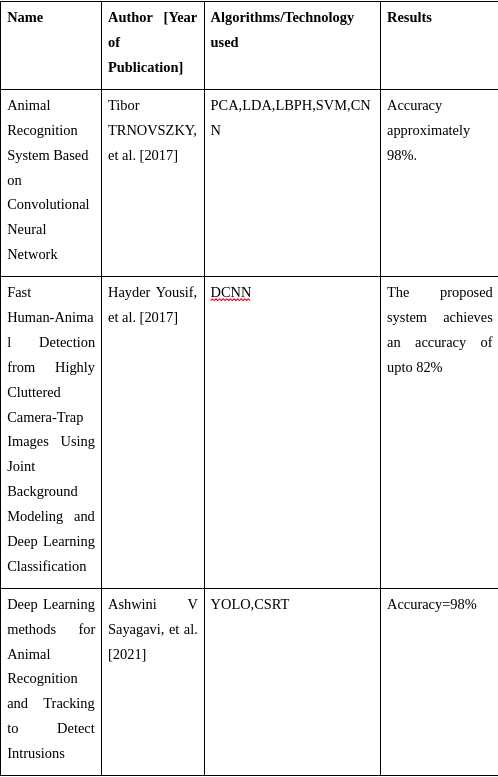 Name
Author [Year
of
Publication]
Algorithms/Technology
used
Results
Animal
Recognition
System Based
on
Convolutional
Neural
Network
Tibor
TRNOVSZKY,
et al. [2017]
PCA,LDA,LBPH,SVM,CN
N
Accuracy
approximately
98%.
Fast
Human-Anima
l Detection
from Highly
Cluttered
Camera-Trap
Images Using
Joint
Background
Modeling and
Deep Learning
Classification
Hayder Yousif,
et al. [2017]
DCNN
The proposed
system achieves
an accuracy of
upto 82%
Deep Learning
methods for
Animal
Recognition
and Tracking
to Detect
Intrusions
Ashwini V
Sayagavi, et al.
[2021]
YOLO,CSRT
Accuracy=98%